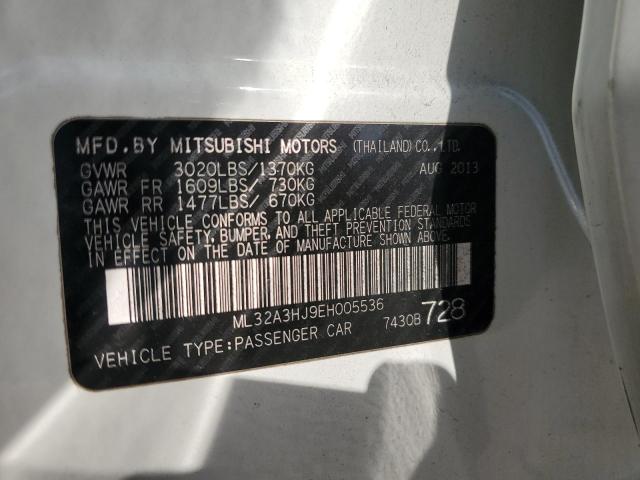 MFD.BY MITSUBISHI MOTORS (THAILAND)CO.,LTD.
GVWR 3020LBS/1370KG AUG 2013
GAWR FR 1609LBS/ 730KG
GAWR RR 1477LBS/ 670KG
THIS VEHICLE CONFORMS TO ALL APPLICABLE FEDERAL MOTOR
VEHICLE SAFETY, BUMPER, AND THEFT PREVENTION STANDARDS
IN EFFECT ON THE DATE OF MANUFACTURE SHOWN ABOVE.
ML32A3HJ9EH005536
7430B 728
VEHICLE TYPE:PASSENGER CAR